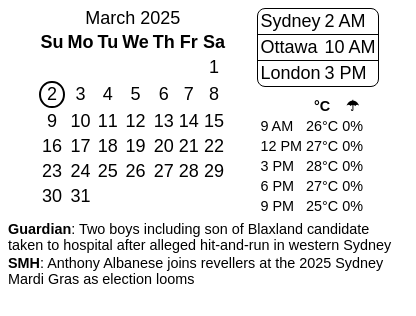 March 2025
Su Mo Tu We Th Fr Sa
1
2 3 4 5 6 7 8
9 10 11 12 13 14 15
16 17 18 19 20 21 22
23 24 25 26 27 28 29
30 31
Sydney 2 AM
Ottawa 10 AM
London 3 PM
°C ☂
9 AM 26°C 0%
12 PM 27°C 0%
3 PM 28°C 0%
6 PM 27°C 0%
9 PM 25°C 0%
Guardian: Two boys including son of Blaxland candidate
taken to hospital after alleged hit-and-run in western Sydney
SMH: Anthony Albanese joins revellers at the 2025 Sydney
Mardi Gras as election looms